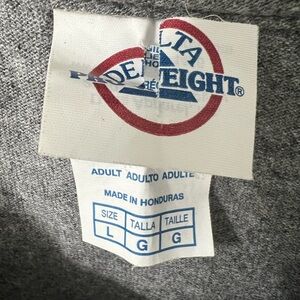 DELTA
PRO WEIGHT®
ADULT ADULTO ADULTE
MADE IN HONDURAS
SIZE TALLA TAILLE
L G G